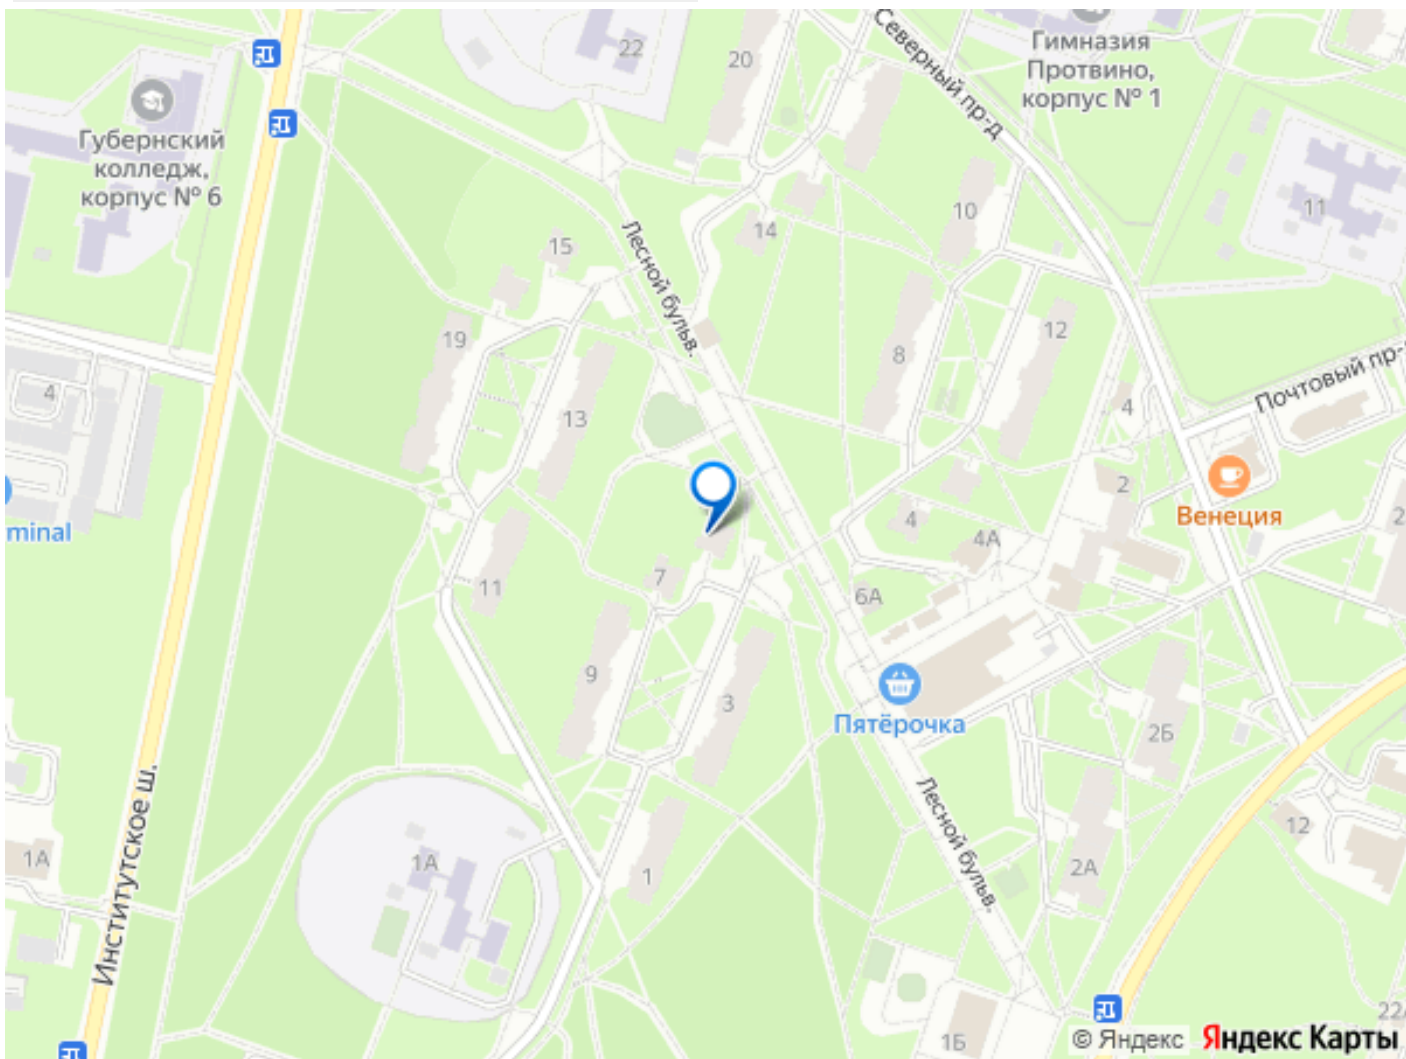 22
20
Северный пр-д
Гимназия
Протвино,
корпус № 1
Губернский
колледж,
корпус № 6
10
11
14
15
Лесной бульв.
19
8
12
4
13
4
Почтовый пр-
2
Венеция
2
4
4А
minal
7
11
6А
9
3
Пятёрочка
2Б
Институтское ш.
Лесной бульв.
12
1А
1А
1
2А
22
1Б
© Яндекс Яндекс Карты